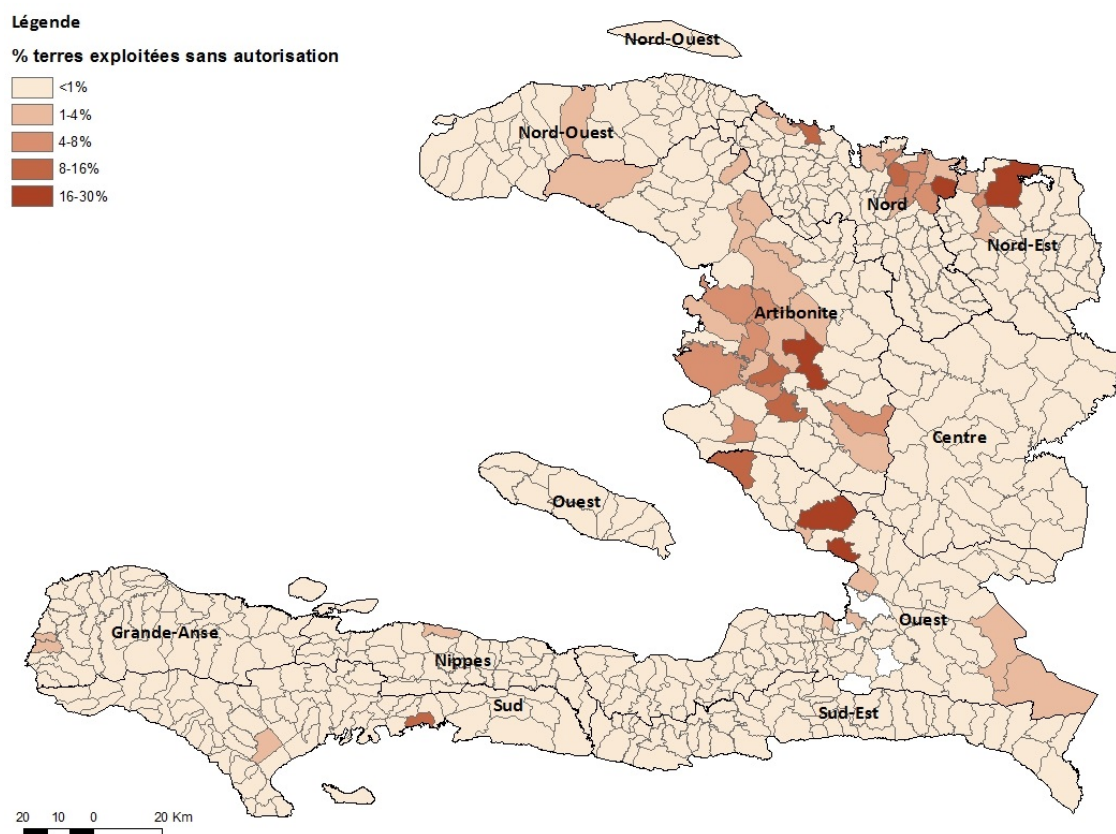 Légende
% terres exploitées sans autorisation
<1%
1-4%
4-8%
8-16%
16-30%
Nord-Ouest
Nord-Ouest
Nord
Nord-Est
Artibonite
Centre
Ouest
Ouest
Grande-Anse
Nippes
Sud
Sud-Est
20 10 0 20 Km